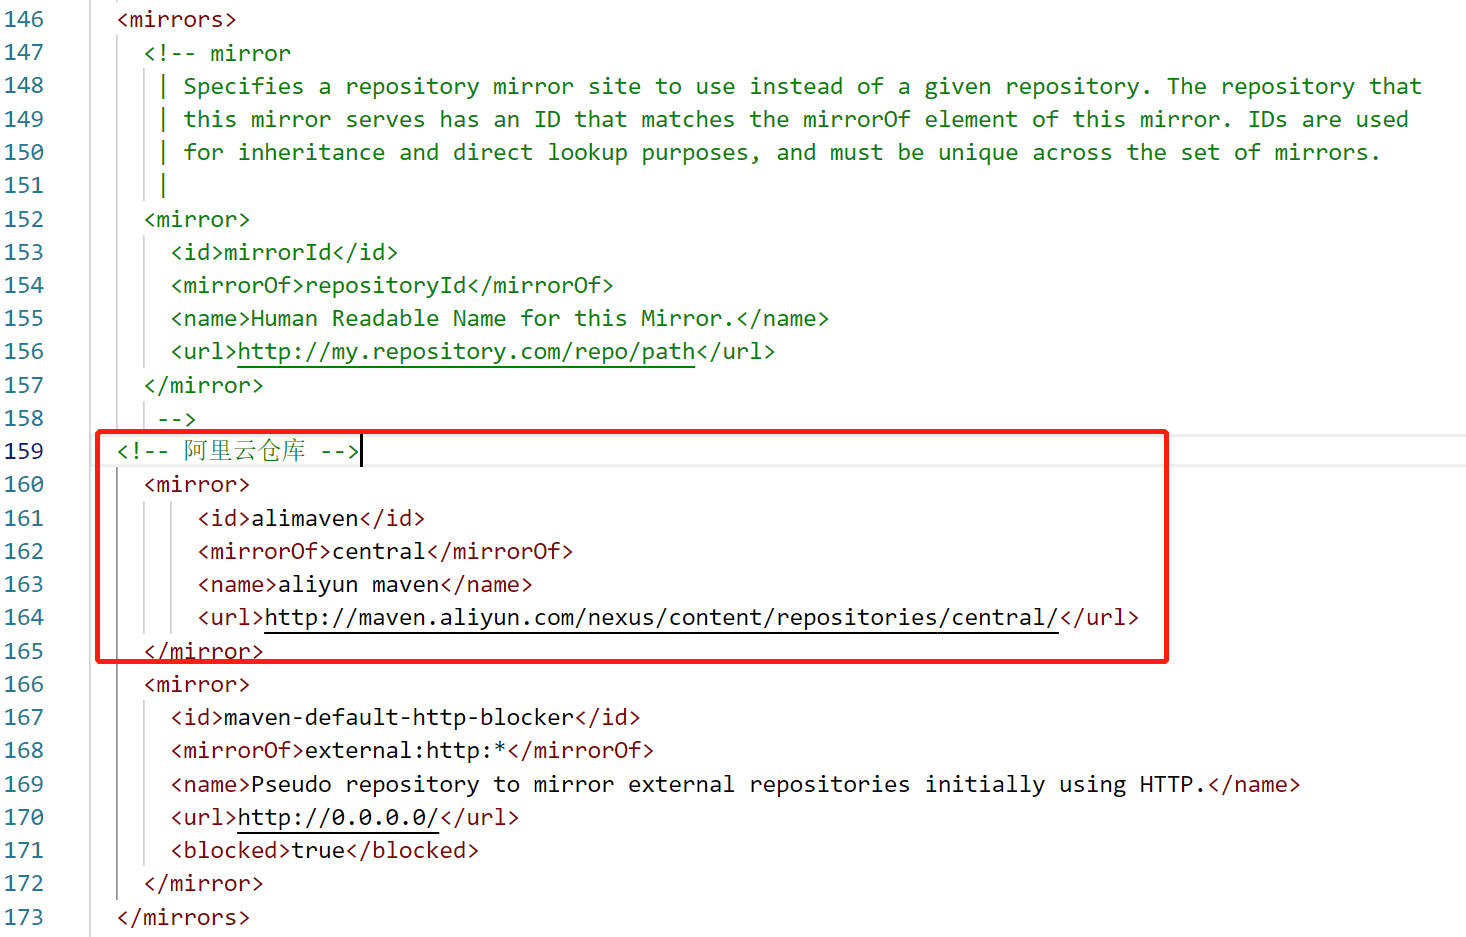 146 <mirrors>
147 <!-- mirror
148 | Specifies a repository mirror site to use instead of a given repository. The repository that
149 | this mirror serves has an ID that matches the mirrorOf element of this mirror. IDs are used
150 | for inheritance and direct lookup purposes, and must be unique across the set of mirrors.
151 |
152 <mirror>
153 <id>mirrorId</id>
154 <mirrorOf>repositoryId</mirrorOf>
155 <name>Human Readable Name for this Mirror.</name>
156 <url>http://my.repository.com/repo/path</url>
157 </mirror>
158 -->
159 <!-- 阿里云仓库 -->
160 <mirror>
161 <id>alimaven</id>
162 <mirrorOf>central</mirrorOf>
163 <name>aliyun maven</name>
164 <url>http://maven.aliyun.com/nexus/content/repositories/central/</url>
165 </mirror>
166 <mirror>
167 <id>maven-default-http-blocker</id>
168 <mirrorOf>external:http:*</mirrorOf>
169 <name>Pseudo repository to mirror external repositories initially using HTTP.</name>
170 <url>http://0.0.0.0/</url>
171 <blocked>true</blocked>
172 </mirror>
173 </mirrors>